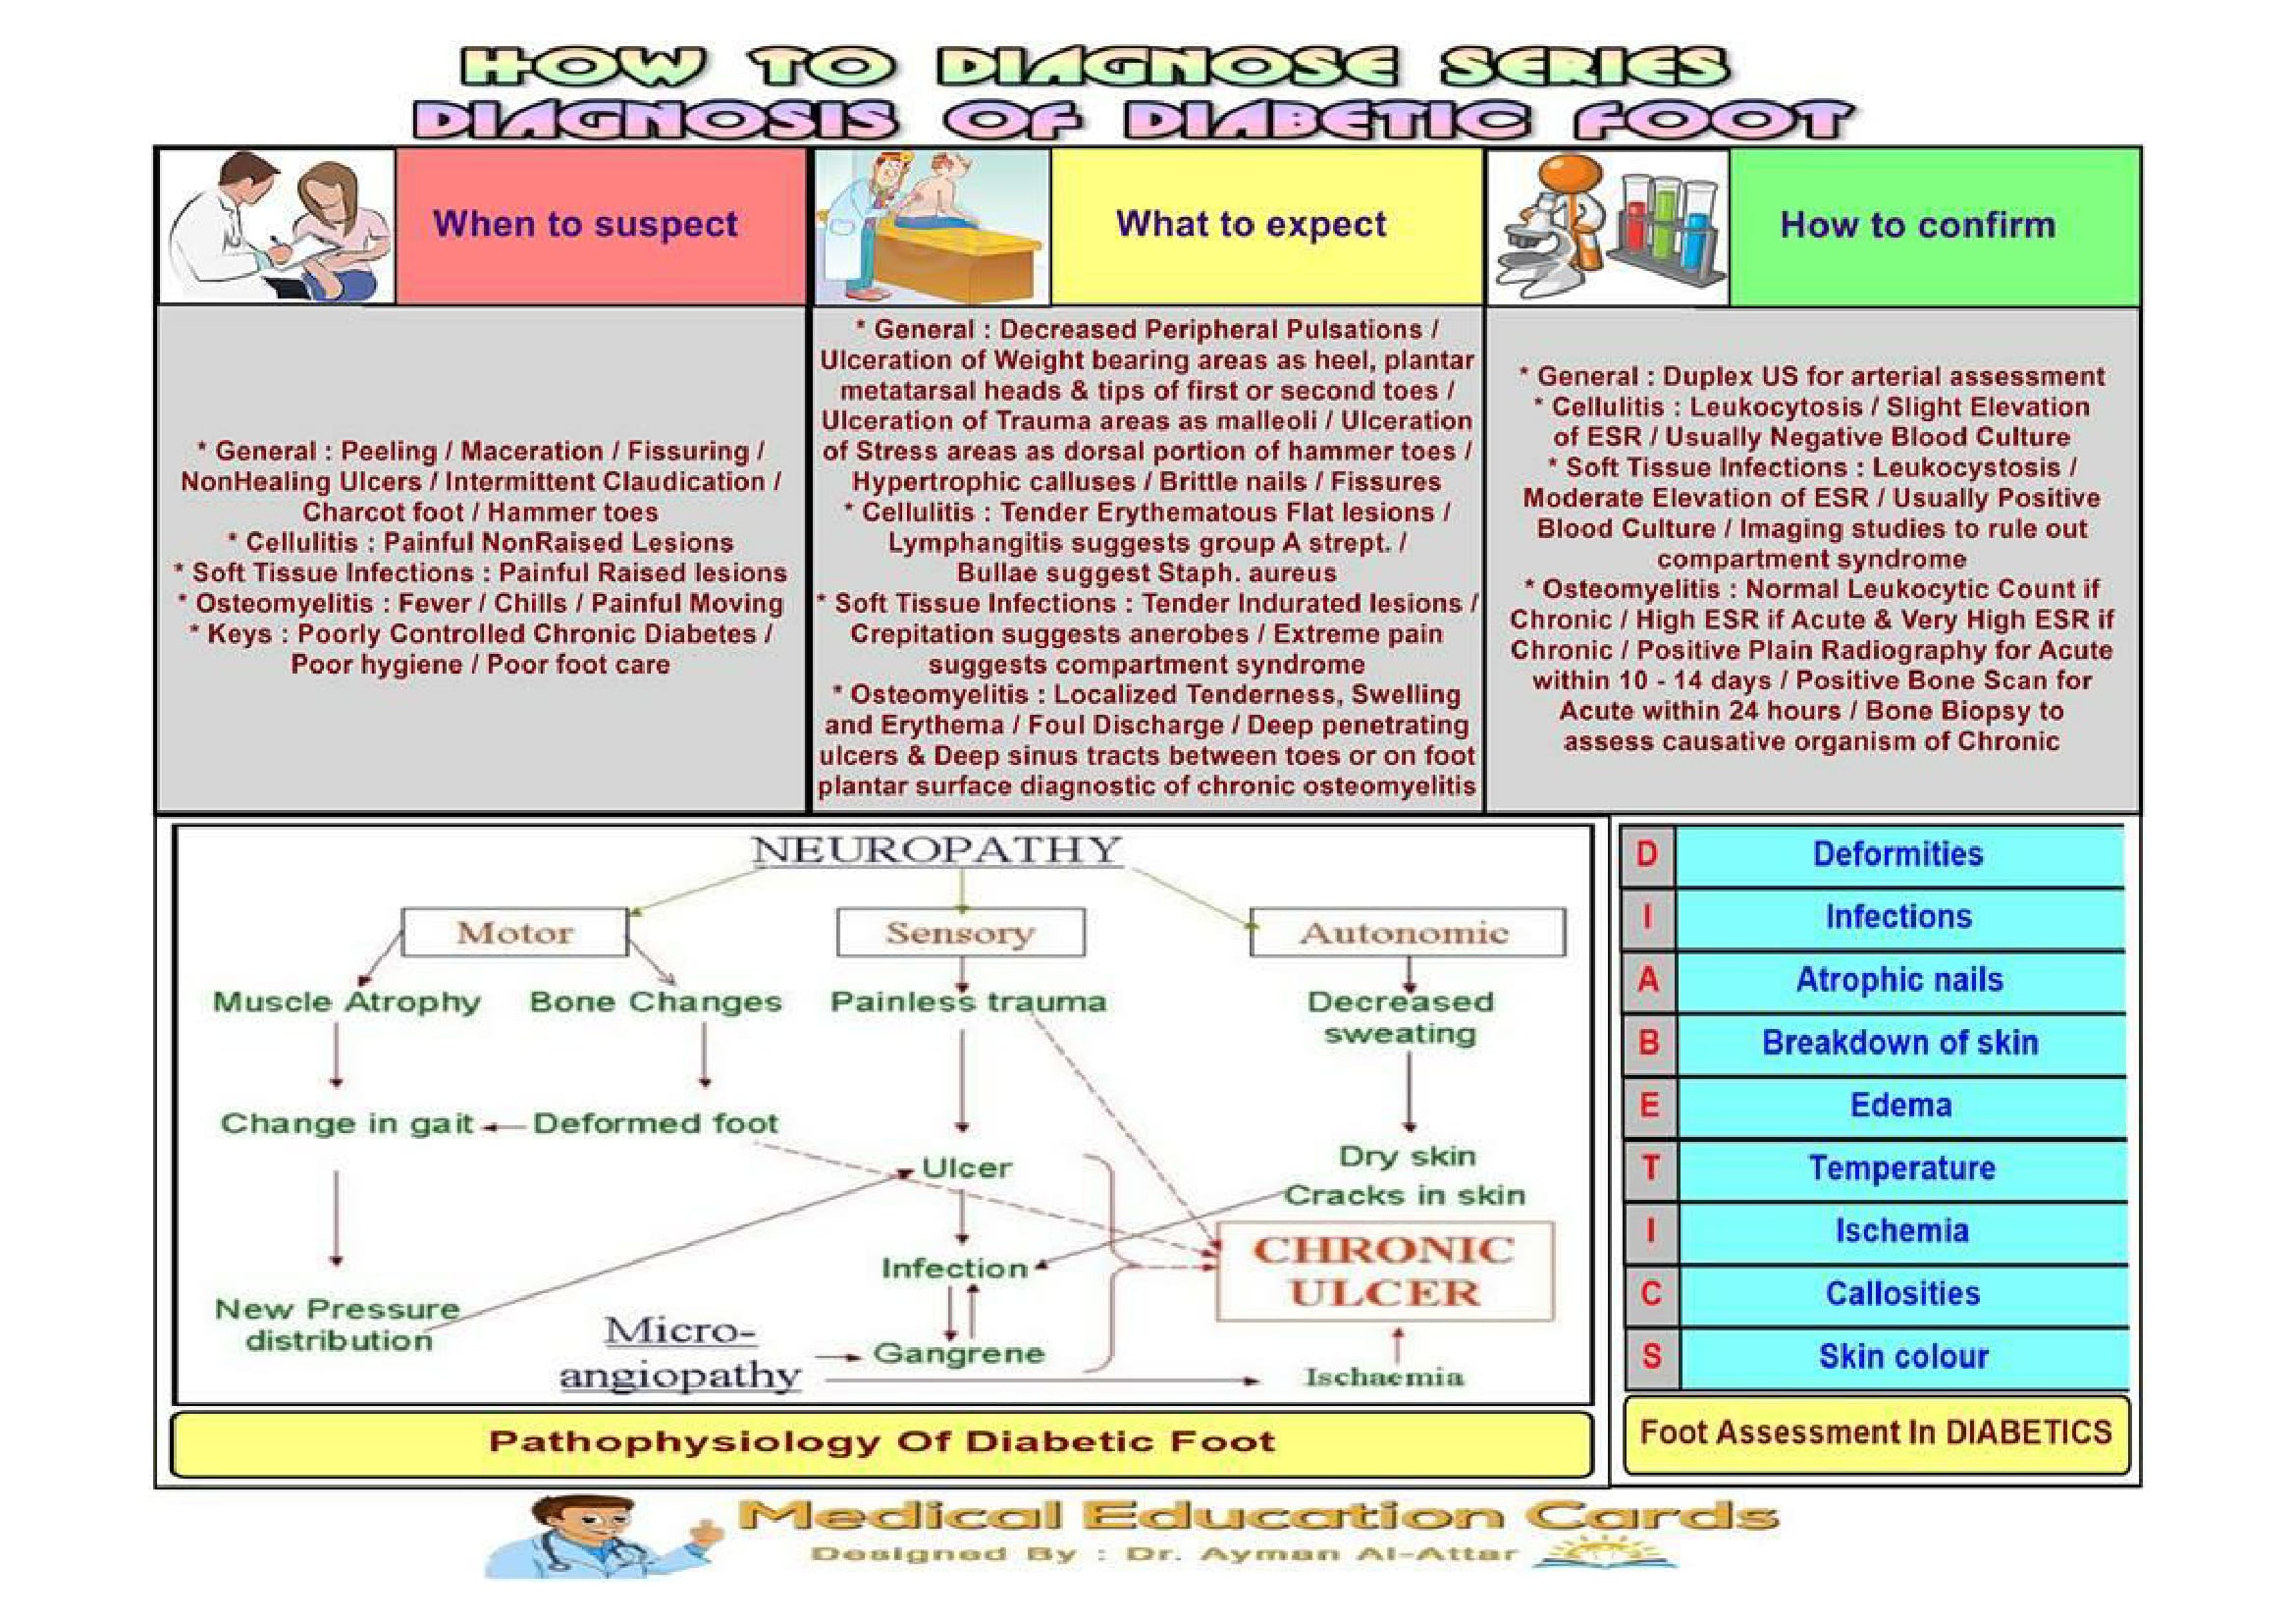 HOW TO DIAGNOSE SERIES
DIAGNOSIS OF DIABETIC FOOT
When to suspect
What to expect
How to confirm
* General : Peeling / Maceration / Fissuring /
NonHealing Ulcers / Intermittent Claudication /
Charcot foot / Hammer toes
* Cellulitis : Painful NonRaised Lesions
* Soft Tissue Infections : Painful Raised lesions
* Osteomyelitis : Fever / Chills / Painful Moving
* Keys : Poorly Controlled Chronic Diabetes /
Poor hygiene / Poor foot care
* General : Decreased Peripheral Pulsations /
Ulceration of Weight bearing areas as heel, plantar
metatarsal heads & tips of first or second toes /
Ulceration of Trauma areas as malleoli / Ulceration
of Stress areas as dorsal portion of hammer toes /
Hypertrophic calluses / Brittle nails / Fissures
* Cellulitis : Tender Erythematous Flat lesions /
Lymphangitis suggests group A strept. /
Bullae suggest Staph. aureus
* Soft Tissue Infections : Tender Indurated lesions /
Crepitation suggests anerobes / Extreme pain
suggests compartment syndrome
* Osteomyelitis : Localized Tenderness, Swelling
and Erythema / Foul Discharge / Deep penetrating
ulcers & Deep sinus tracts between toes or on foot
plantar surface diagnostic of chronic osteomyelitis
* General : Duplex US for arterial assessment
* Cellulitis : Leukocytosis / Slight Elevation
of ESR / Usually Negative Blood Culture
* Soft Tissue Infections : Leukocystosis /
Moderate Elevation of ESR / Usually Positive
Blood Culture / Imaging studies to rule out
compartment syndrome
* Osteomyelitis : Normal Leukocytic Count if
Chronic / High ESR if Acute & Very High ESR if
Chronic / Positive Plain Radiography for Acute
within 10 - 14 days / Positive Bone Scan for
Acute within 24 hours / Bone Biopsy to
assess causative organism of Chronic
NEUROPATHY
Motor
Sensory
Autonomic
Muscle Atrophy
Bone Changes
Painless trauma
Decreased
sweating
Change in gait
Deformed foot
Ulcer
Dry skin
Cracks in skin
Infection
CHRONIC
ULCER
New Pressure
distribution
Micro-
angiopathy
Gangrene
Ischaemia
Pathophysiology Of Diabetic Foot
D Deformities
I Infections
A Atrophic nails
B Breakdown of skin
E Edema
T Temperature
I Ischemia
C Callosities
S Skin colour
Foot Assessment In DIABETICS
Medical Education Cards
Designed By : Dr. Ayman Al-Attar